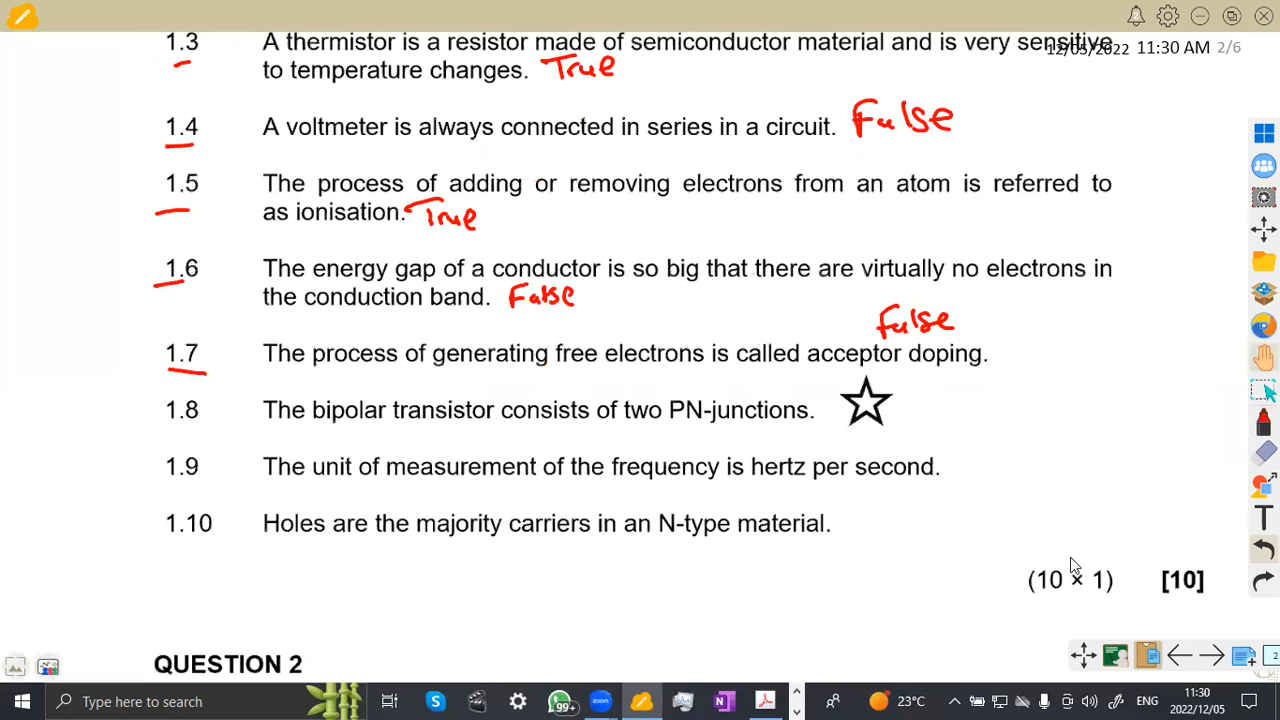 12/05/2022 11:30 AM 2/6
1.3 A thermistor is a resistor made of semiconductor material and is very sensitive
to temperature changes. True
1.4 A voltmeter is always connected in series in a circuit. False
1.5 The process of adding or removing electrons from an atom is referred to
as ionisation. True
1.6 The energy gap of a conductor is so big that there are virtually no electrons in
the conduction band. False
False
1.7 The process of generating free electrons is called acceptor doping.
1.8 The bipolar transistor consists of two PN-junctions.
1.9 The unit of measurement of the frequency is hertz per second.
1.10 Holes are the majority carriers in an N-type material.
(10 × 1) [10]
QUESTION 2
2
Type here to search 99+ 23°C ENG 11:30
2022/12/05